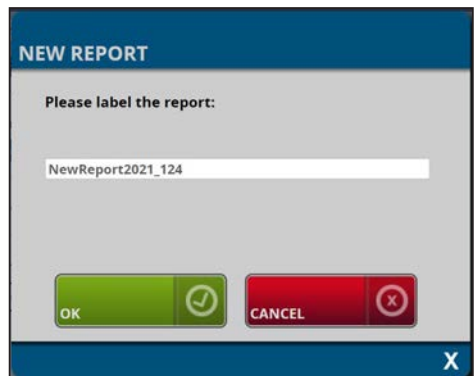 NEW REPORT
Please label the report:
NewReport2021_124
OK
CANCEL
X